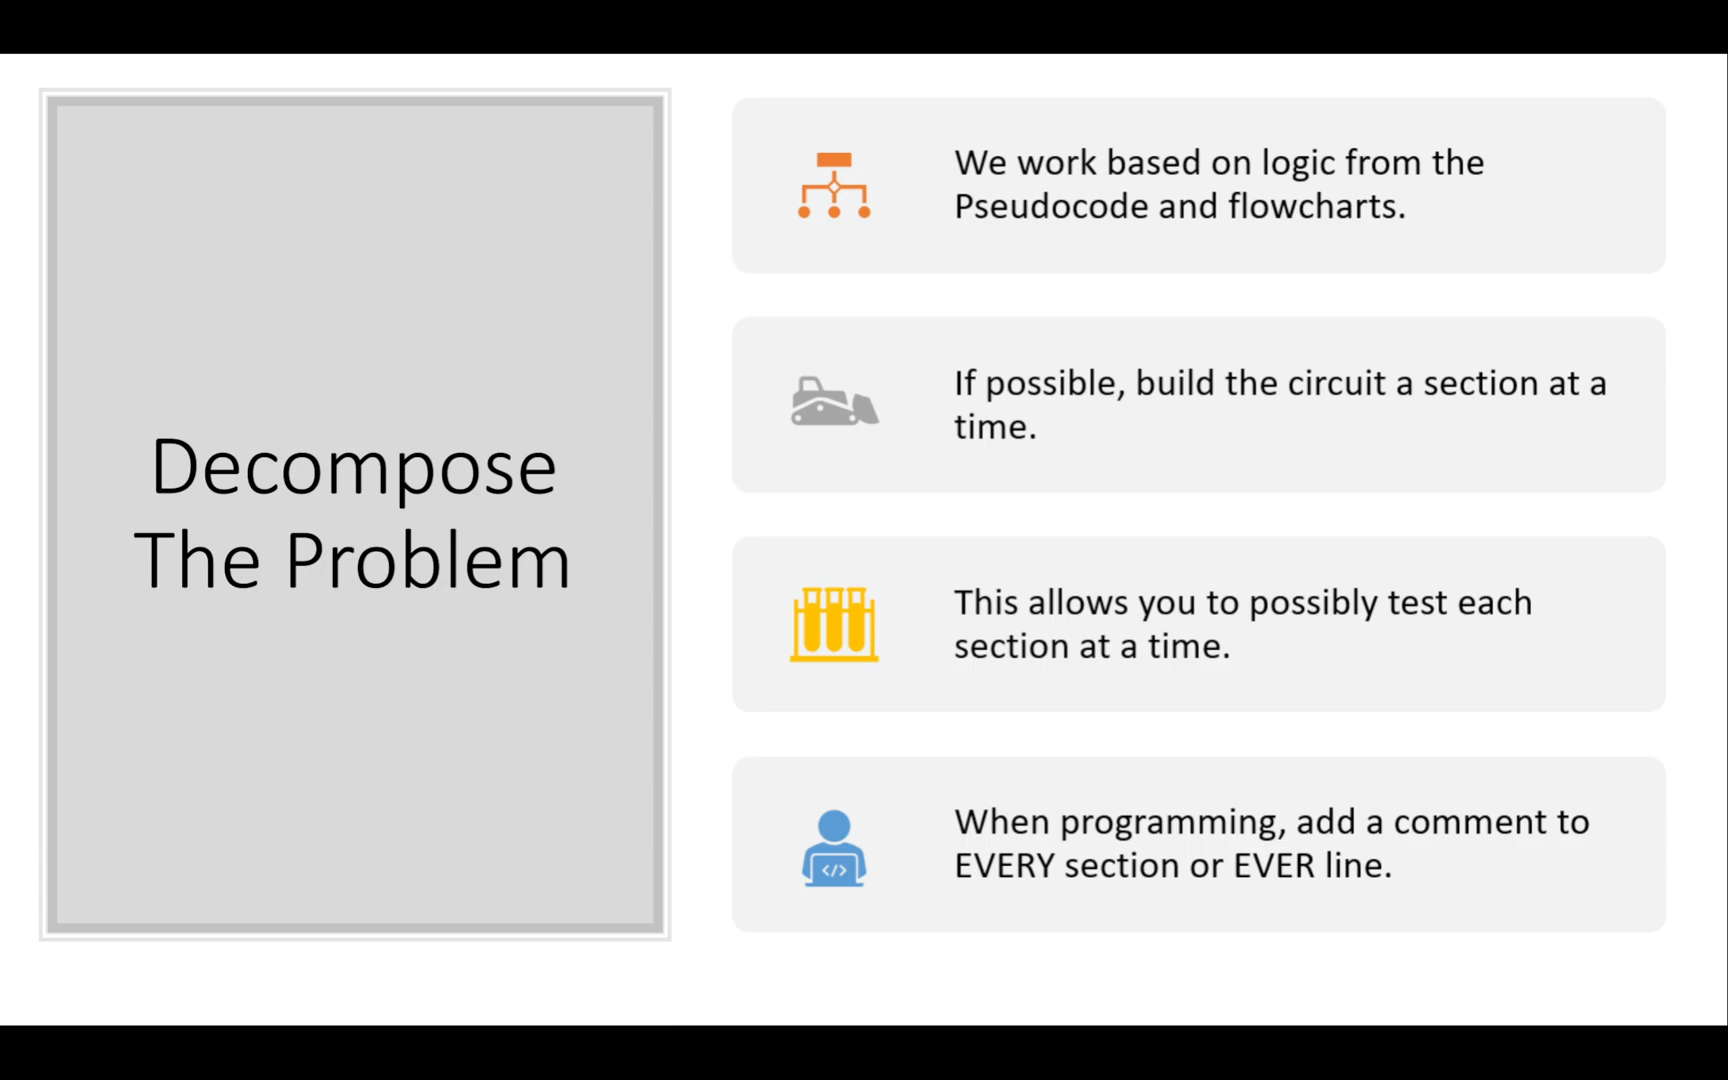 Decompose
The Problem
We work based on logic from the
Pseudocode and flowcharts.
If possible, build the circuit a section at a
time.
This allows you to possibly test each
section at a time.
</>
When programming, add a comment to
EVERY section or EVER line.